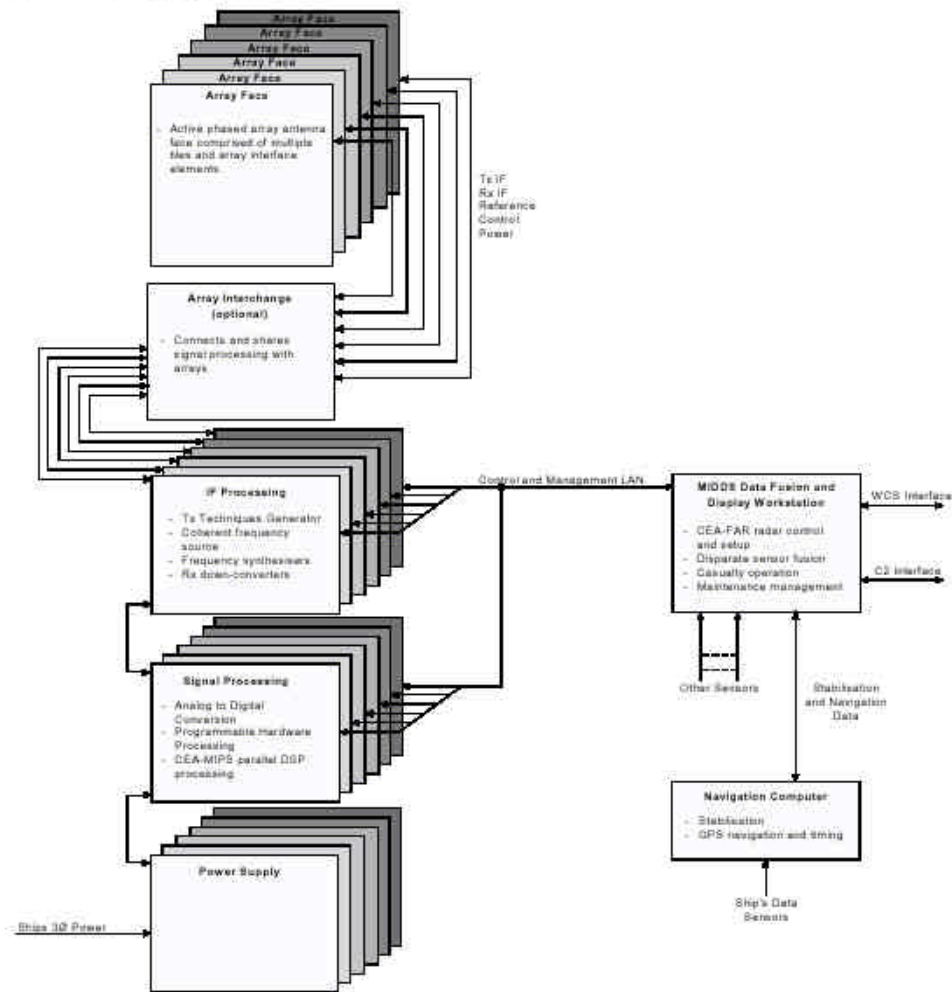 Array Face
Array Face
Array Face
Array Face
Array Face
Array Face
- Active phased array antenna
face comprised of multiple
tiles and array interface
elements.
Tx IF
Rx IF
Reference
Control
Power
Array Interchange
(optional)
- Connects and shares
signal processing with
arrays
IF Processing
- Tx Techniques Generator
- Coherent frequency
source
- Frequency synthesisers
- Rx down-converters
Control and Management LAN
MIDDS Data Fusion and
Display Workstation
- CEA-FAR radar control
and setup
- Disparate sensor fusion
- Casualty operation
- Maintenance management
WCS Interface
C2 Interface
Other Sensors
Stabilisation
and Navigation
Data
Signal Processing
- Analog to Digital
Conversion
- Programmable Hardware
Processing
- CEA-MIPS parallel DSP
processing
Navigation Computer
- Stabilisation
- GPS navigation and timing
Ship's Data
Sensors
Power Supply
Ships 3Ø Power